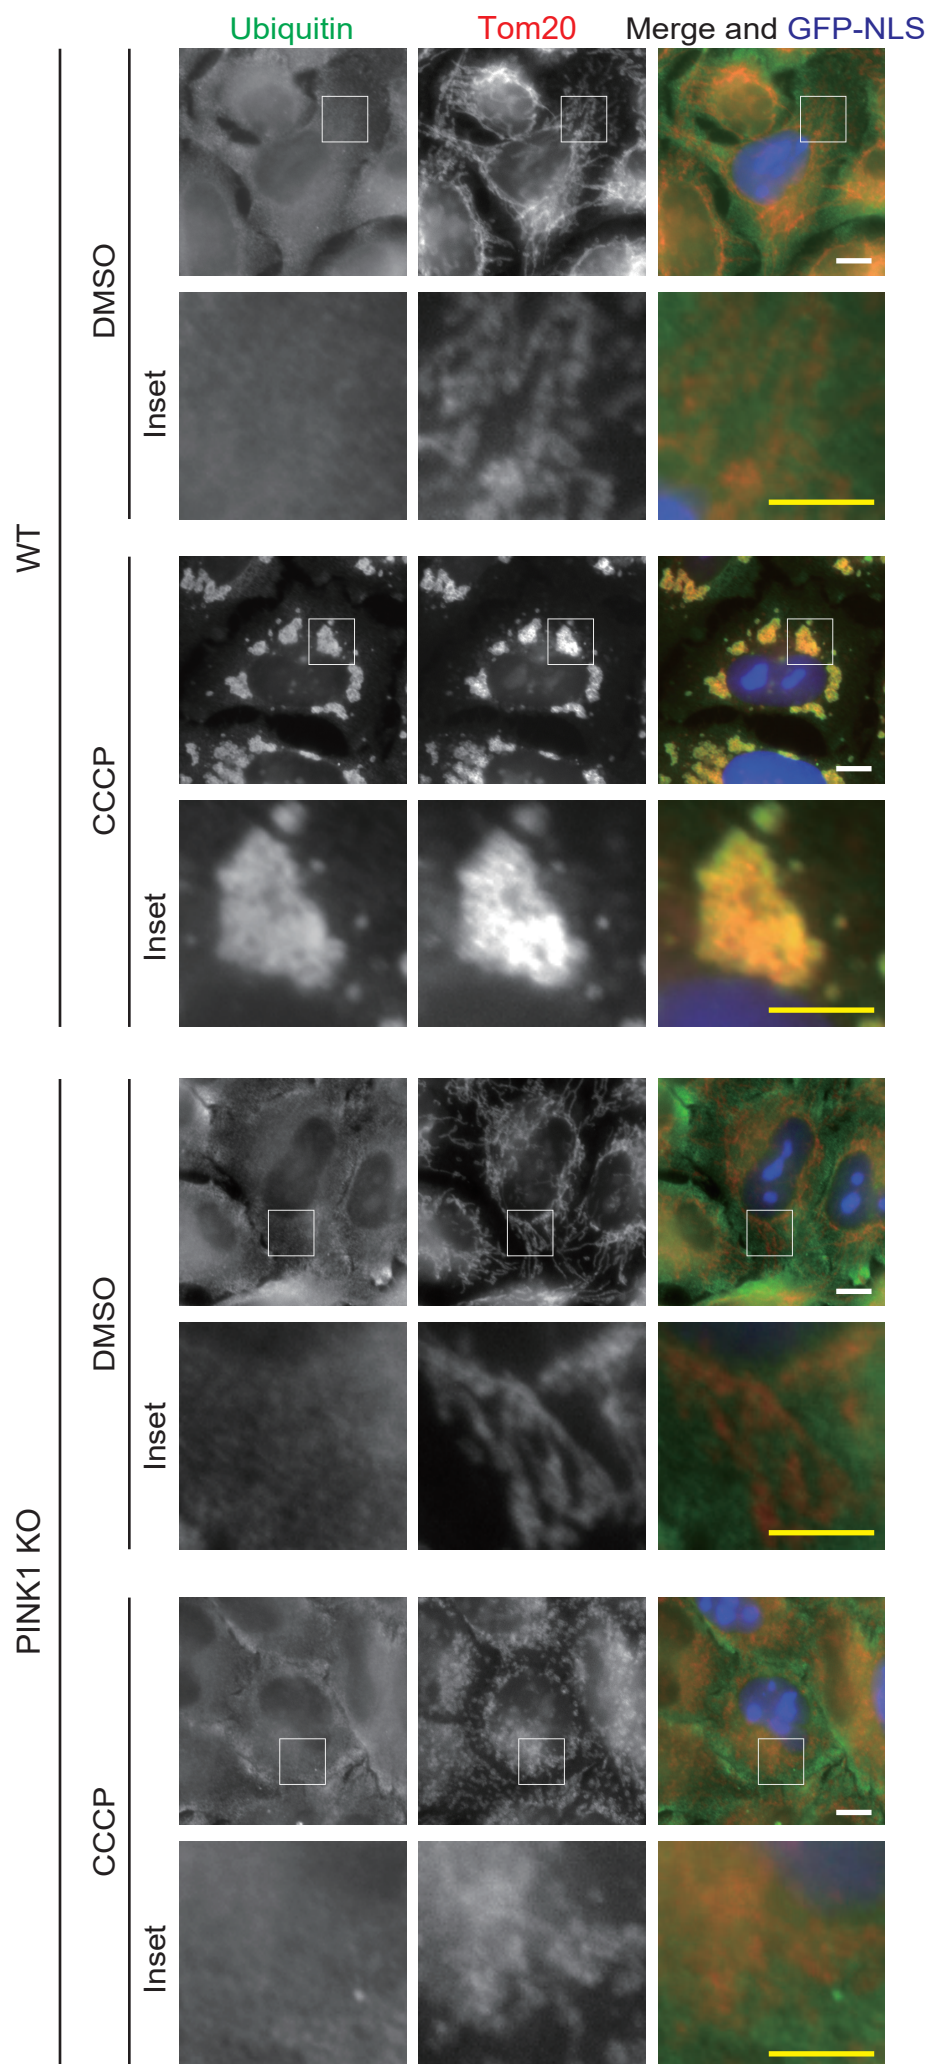 Ubiquitin Tom20 Merge and GFP-NLS
WT
DMSO
Inset
CCCP
Inset
PINK1 KO
DMSO
Inset
CCCP
Inset